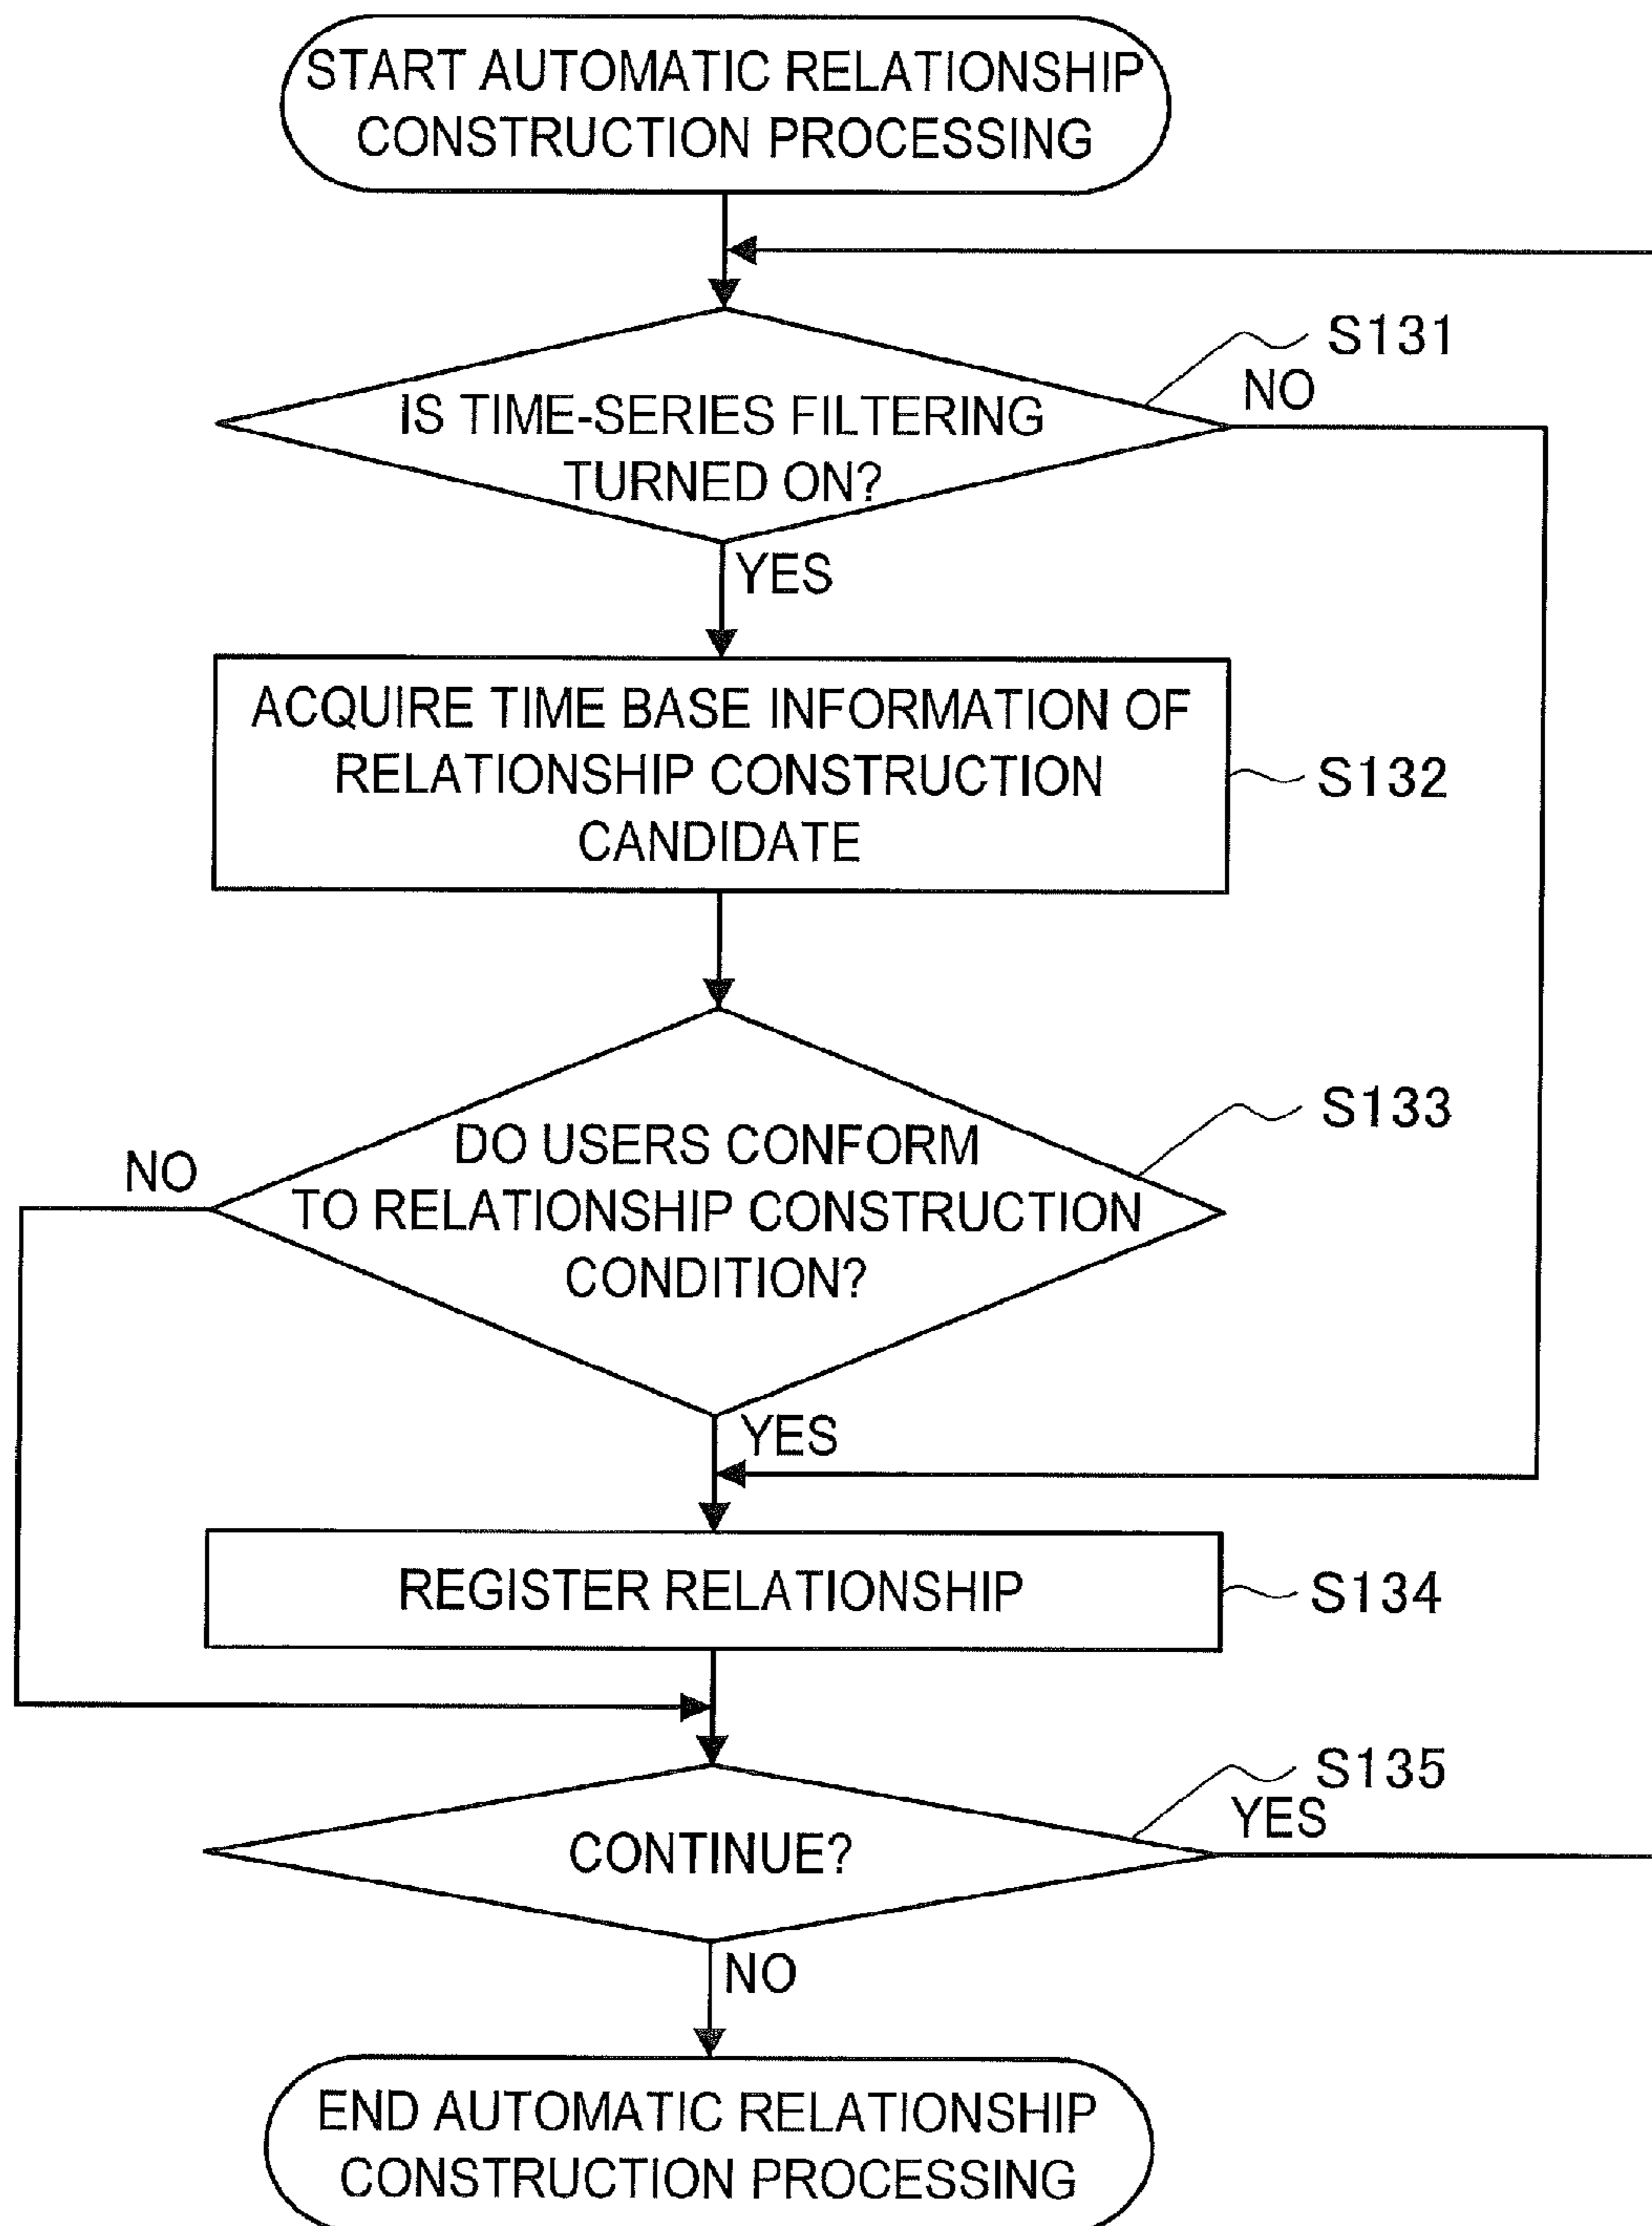 START AUTOMATIC RELATIONSHIP
CONSTRUCTION PROCESSING
S131
NO
IS TIME-SERIES FILTERING
TURNED ON?
YES
ACQUIRE TIME BASE INFORMATION OF
RELATIONSHIP CONSTRUCTION
CANDIDATE
S132
S133
DO USERS CONFORM
TO RELATIONSHIP CONSTRUCTION
CONDITION?
NO
YES
REGISTER RELATIONSHIP
S134
S135
YES
CONTINUE?
NO
END AUTOMATIC RELATIONSHIP
CONSTRUCTION PROCESSING